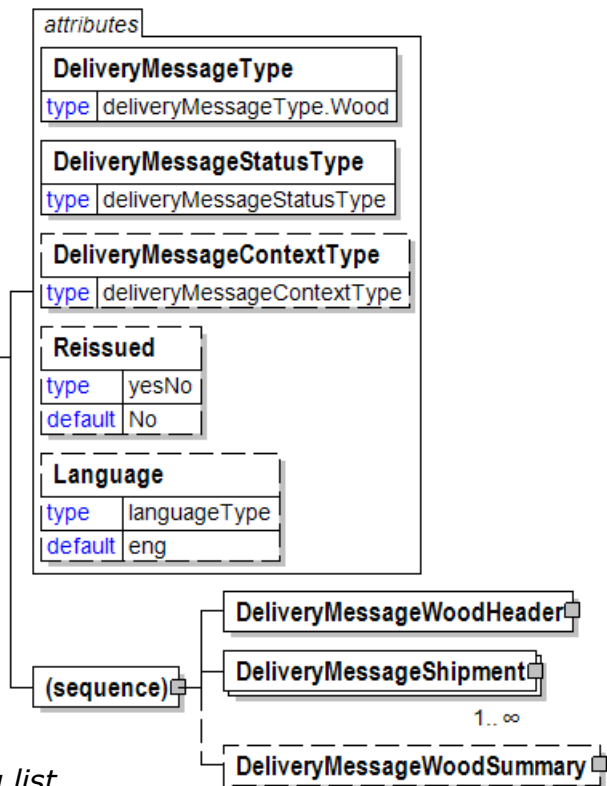 attributes
DeliveryMessageType
type deliveryMessageType.Wood
DeliveryMessageStatusType
type deliveryMessageStatusType
DeliveryMessageContextType
type deliveryMessageContextType
Reissued
type yesNo
default No
Language
type languageType
default eng
DeliveryMessageWoodHeader
(sequence)
DeliveryMessageShipment
1.. ∞
DeliveryMessageWoodSummary
list